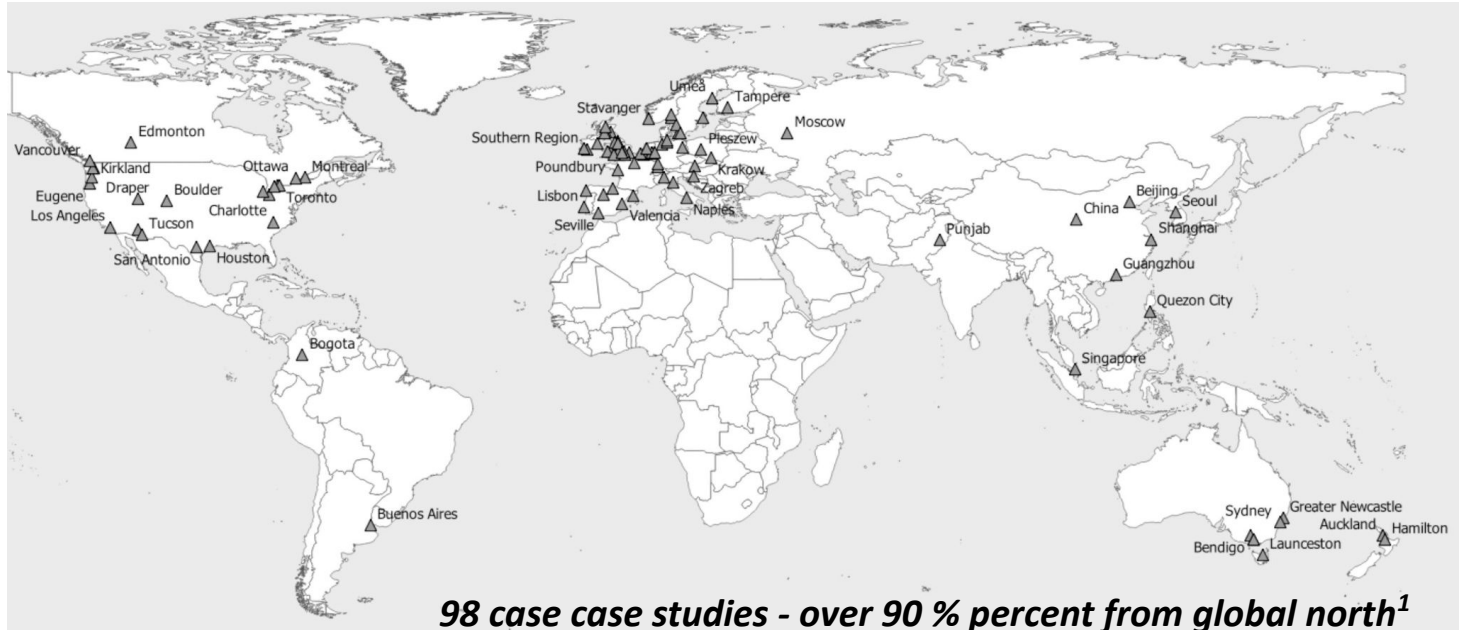 Umeå
Tampere
Stavanger
Moscow
Edmonton
Southern Region
Pleszew
Vancouver
Kirkland
Ottawa
Montreal
Poundbury
Krakow
Eugene
Draper
Boulder
Toronto
Lisbon
Zagreb
Beijing
Los Angeles
Charlotte
Naples
China
Seoul
Tucson
Seville
Valencia
Punjab
Shanghai
San Antonio
Houston
Guangzhou
Quezon City
Bogota
Singapore
Buenos Aires
Sydney
Greater Newcastle
Auckland
Hamilton
Bendigo
Launceston
98 case case studies - over 90 % percent from global north¹